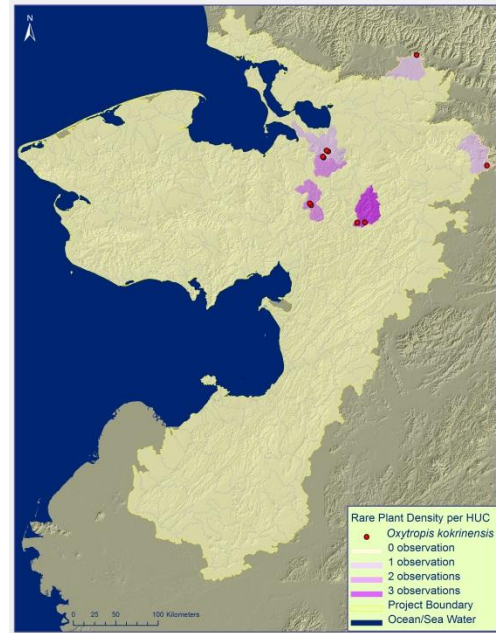 N
Rare Plant Density per HUC
Oxytropis kokrinensis
0 observation
1 observation
2 observations
3 observations
Project Boundary
Ocean/Sea Water
0 25 50 100 Kilometers